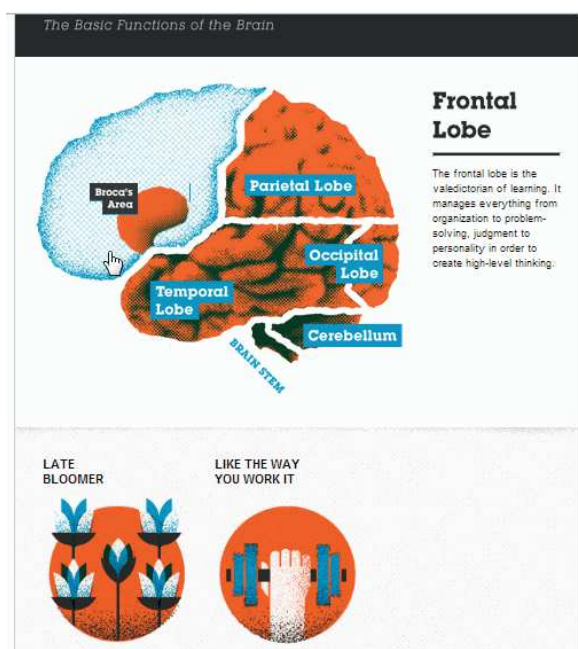 The Basic Functions of the Brain
Frontal
Lobe
The frontal lobe is the
valedictorian of learning. It
manages everything from
organization to problem-
solving, judgment to
personality in order to
create high-level thinking.
Broca's
Area
Parietal Lobe
Occipital
Lobe
Temporal
Lobe
Cerebellum
BRAIN STEM
LATE
BLOOMER
LIKE THE WAY
YOU WORK IT